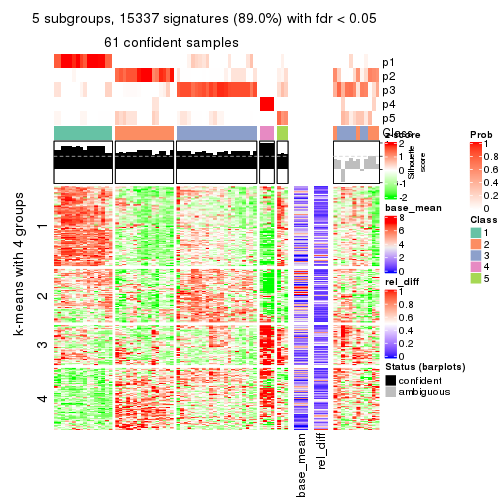 5 subgroups, 15337 signatures (89.0%) with fdr < 0.05
61 confident samples
p1
p2
p3
p4
p5
Class
Silhouette
score
k-means with 4 groups
1
2
3
4
base_mean
rel_diff
z-score
2
1
0
-1
-2
base_mean
8
6
4
2
0
rel_diff
1
0.8
0.6
0.4
0.2
0
Status (barplots)
confident
ambiguous
Prob
1
0.8
0.6
0.4
0.2
0
Class
1
2
3
4
5